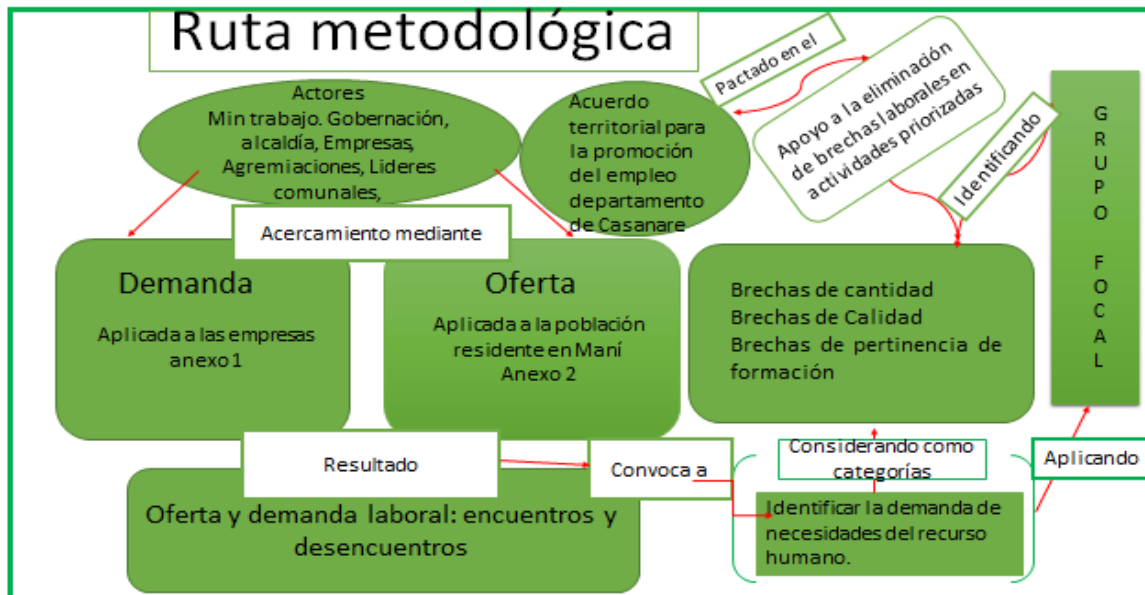 Ruta metodológica
Actores
Min trabajo. Gobernación,
alcaldía, Empresas,
Agremiaciones, Lideres
comunales,
Acuerdo
territorial para
la promoción
del empleo
departamento
de Casanare
Pactado en el
Apoyo a la eliminación
de brechas laborales en
actividades priorizadas
Identificando
GRUPO FOCAL
Acercamiento mediante
Demanda
Aplicada a las empresas
anexo 1
Oferta
Aplicada a la población
residente en Maní
Anexo 2
Brechas de cantidad
Brechas de Calidad
Brechas de pertinencia de
formación
Resultado
Convoca a
Considerando como
categorías
Aplicando
Oferta y demanda laboral: encuentros y
desencuentros
Identificar la demanda de
necesidades del recurso
humano.